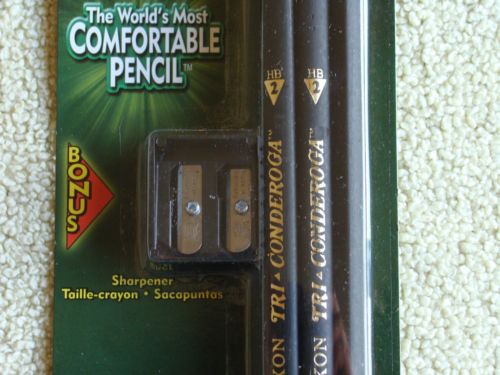 The World's Most
COMFORTABLE
PENCIL™
BONUS
Sharpener
Taille-crayon • Sacapuntas
HB
2
TRI▲CONDEROGA™
HB
2
TRI▲CONDEROGA™